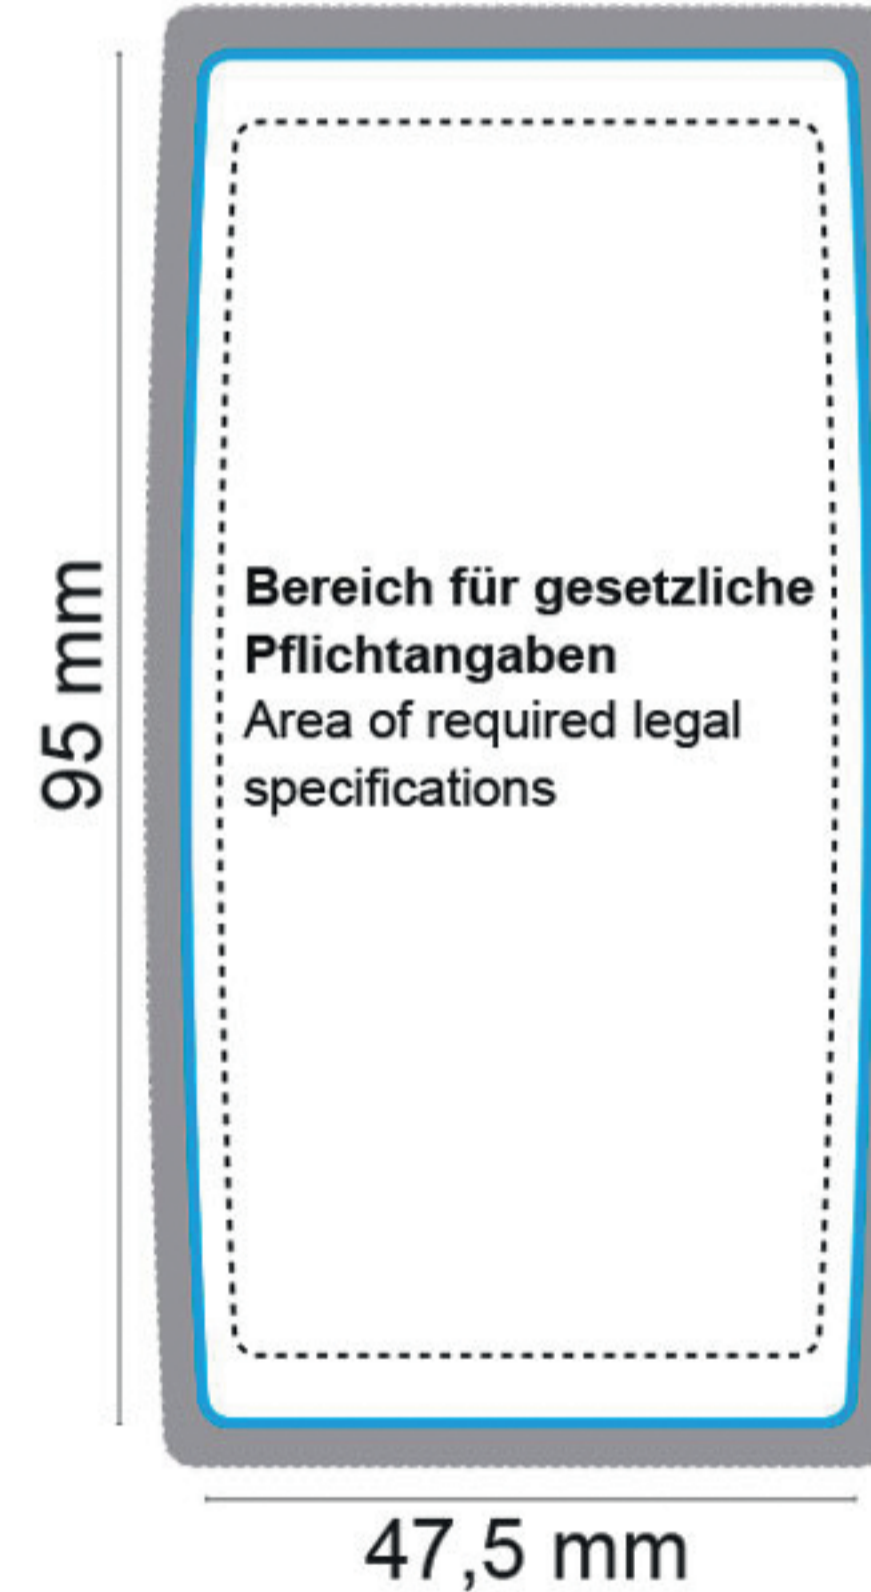 95 mm
Bereich für gesetzliche
Pflichtangaben
Area of required legal
specifications
47,5 mm